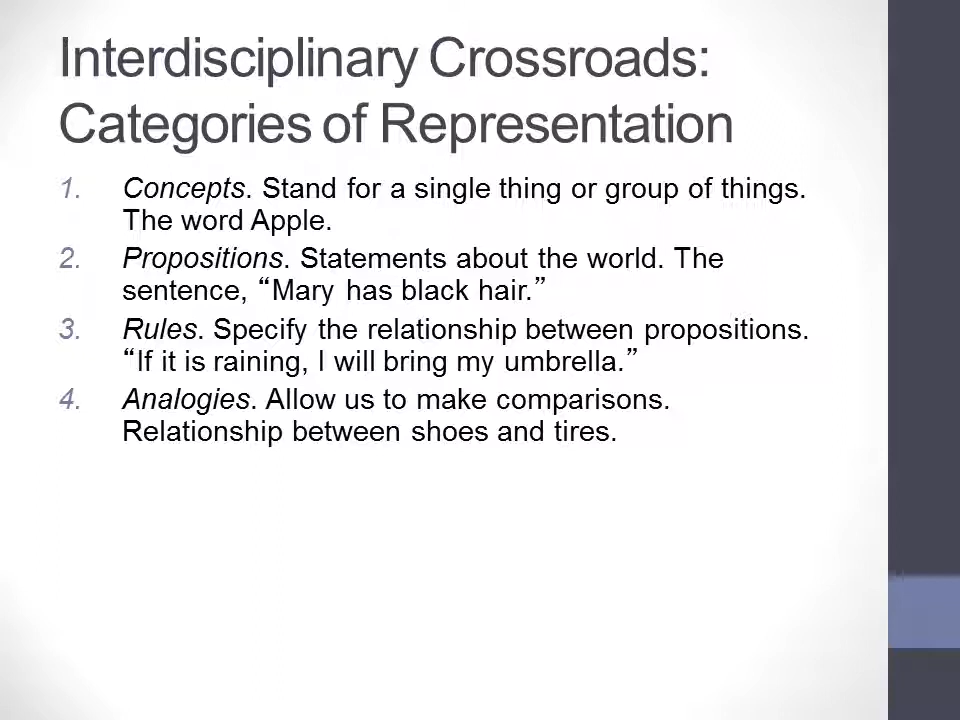 Interdisciplinary Crossroads:
Categories of Representation
1. Concepts. Stand for a single thing or group of things.
The word Apple.
2. Propositions. Statements about the world. The
sentence, “Mary has black hair.”
3. Rules. Specify the relationship between propositions.
“If it is raining, I will bring my umbrella.”
4. Analogies. Allow us to make comparisons.
Relationship between shoes and tires.